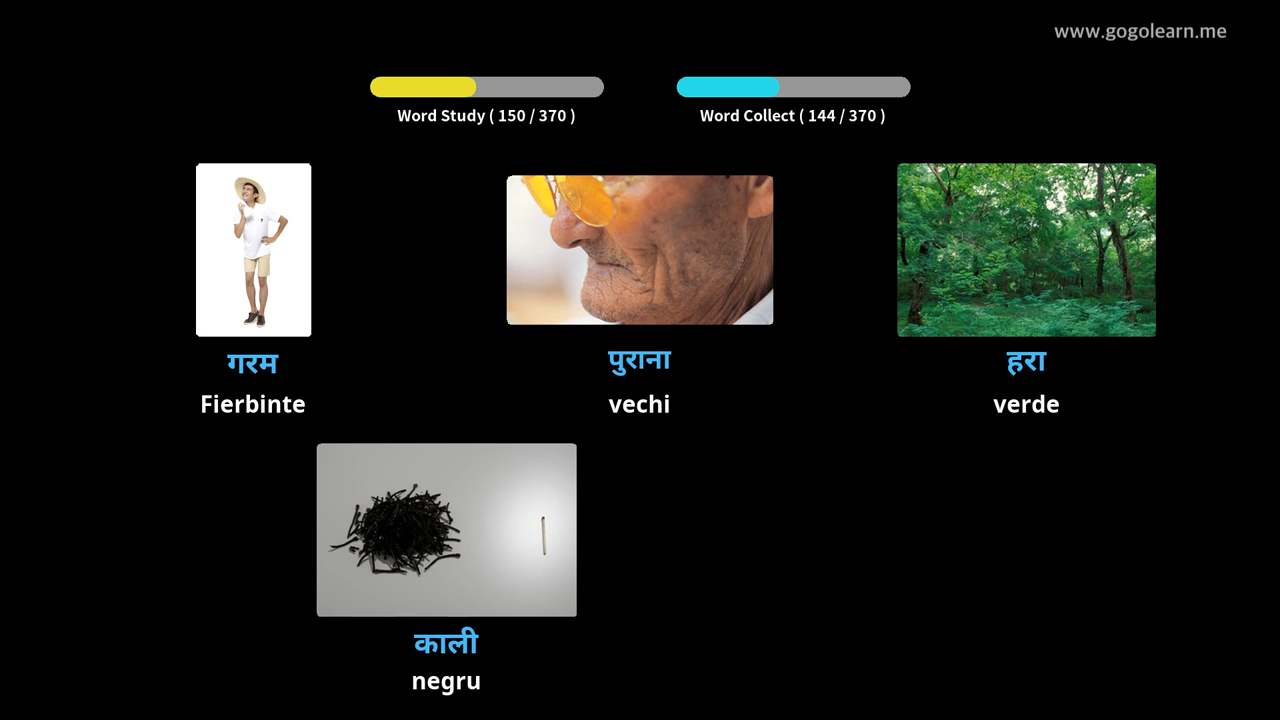 www.gogolearn.me
Word Study ( 150 / 370 )
Word Collect ( 144 / 370 )
गरम
Fierbinte
पुराना
vechi
हरा
verde
काली
negru